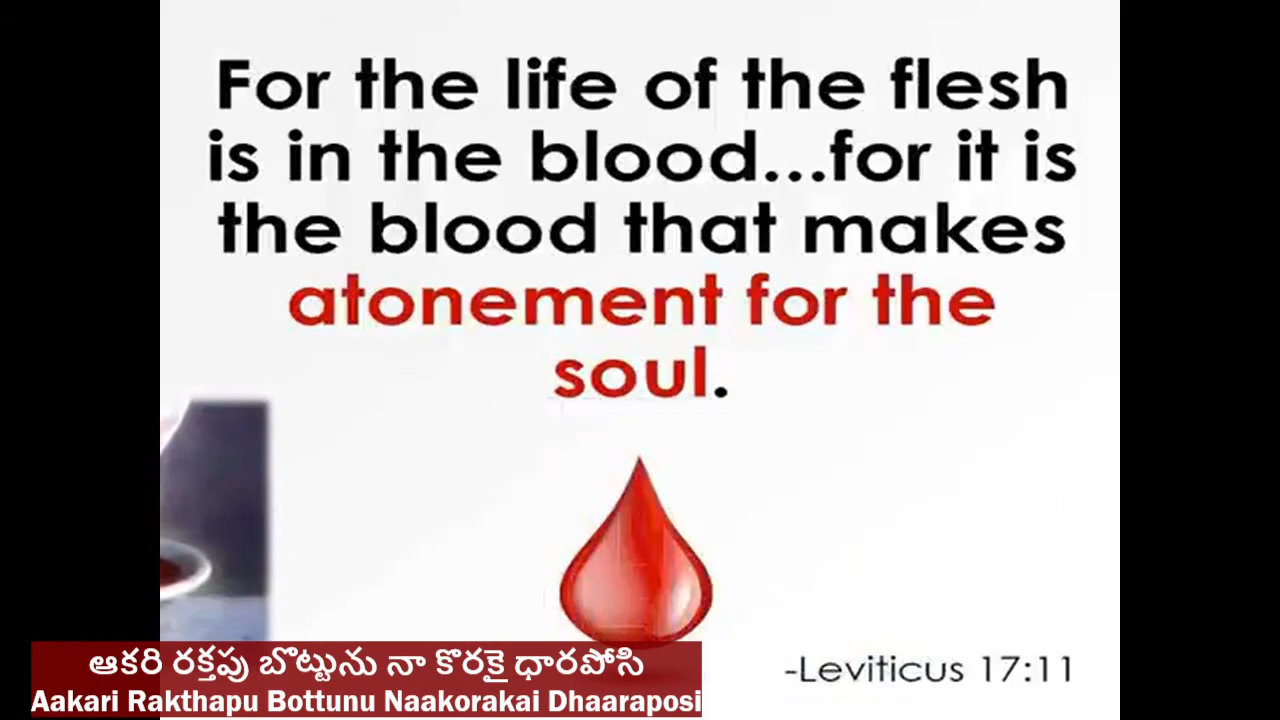 For the life of the flesh
is in the blood...for it is
the blood that makes
atonement for the
soul.
-Leviticus 17:11
ఆకరి రక్తపు బొట్టును నా కొరకై ధారపోసి
Aakari Rakthapu Bottunu Naakorakai Dhaaraposi